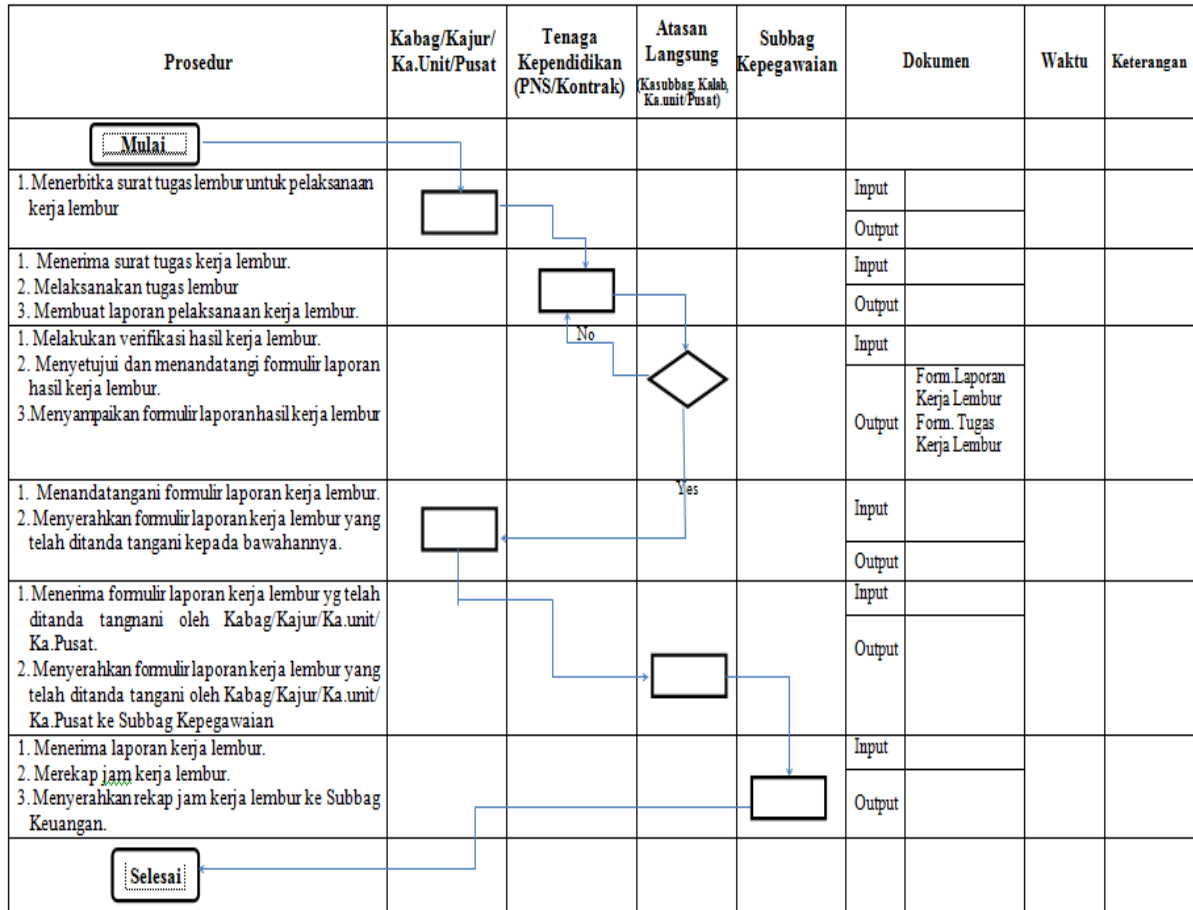 Prosedur
Kabag/Kajur/
Ka.Unit/Pusat
Tenaga
Kependidikan
(PNS/Kontrak)
Atasan
Langsung
(Kasubbag, Kalab,
Ka.unit/Pusat)
Subbag
Kepegawaian
Dokumen
Waktu
Keterangan
Mulai
1. Menerbitka surat tugas lembur untuk pelaksanaan
kerja lembur
Input
Output
1. Menerima surat tugas kerja lembur.
2. Melaksanakan tugas lembur
3. Membuat laporan pelaksanaan kerja lembur.
Input
Output
No
1. Melakukan verifikasi hasil kerja lembur.
2. Menyetujui dan menandatangi formulir laporan
hasil kerja lembur.
3.Menyampaikan formulir laporan hasil kerja lembur
Input
Output
Form.Laporan
Kerja Lembur
Form. Tugas
Kerja Lembur
Yes
1. Menandatangani formulir laporan kerja lembur.
2. Menyerahkan formulir laporan kerja lembur yang
telah ditanda tangani kepada bawahannya.
Input
Output
1. Menerima formulir laporan kerja lembur yg telah
ditanda tangnani oleh Kabag/Kajur/Ka.unit/
Ka.Pusat.
2. Menyerahkan formulir laporan kerja lembur yang
telah ditanda tangani oleh Kabag/Kajur/Ka.unit/
Ka.Pusat ke Subbag Kepegawaian
Input
Output
1. Menerima laporan kerja lembur.
2. Merekap jam kerja lembur.
3. Menyerahkan rekap jam kerja lembur ke Subbag
Keuangan.
Input
Output
Selesai